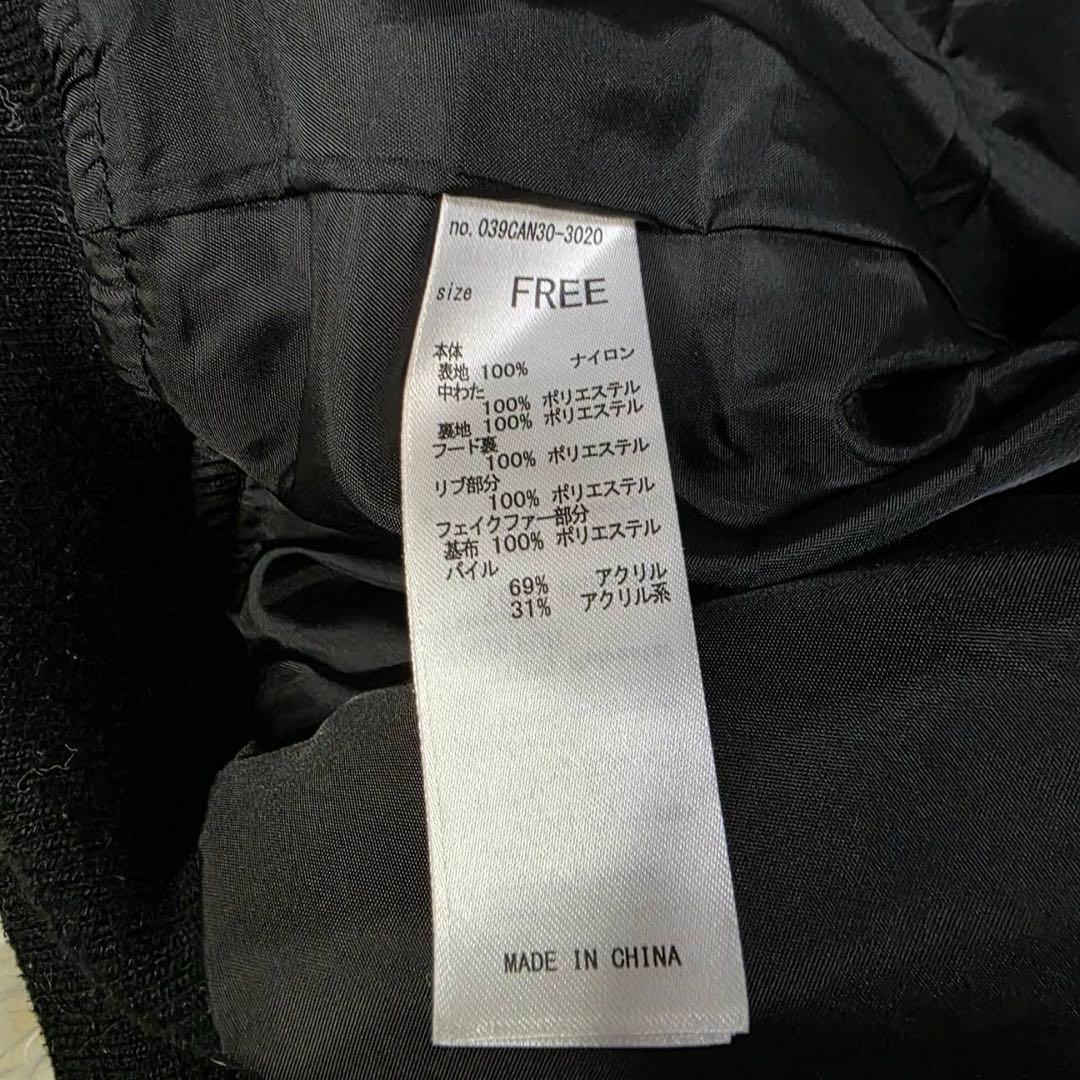 no. 039CAN30-3020
size FREE
本体
表地 100% ナイロン
中わた
100% ポリエステル
裏地 100% ポリエステル
フード裏
100% ポリエステル
リブ部分
100% ポリエステル
フェイクファー部分
基布 100% ポリエステル
パイル
69% アクリル
31% アクリル系
MADE IN CHINA